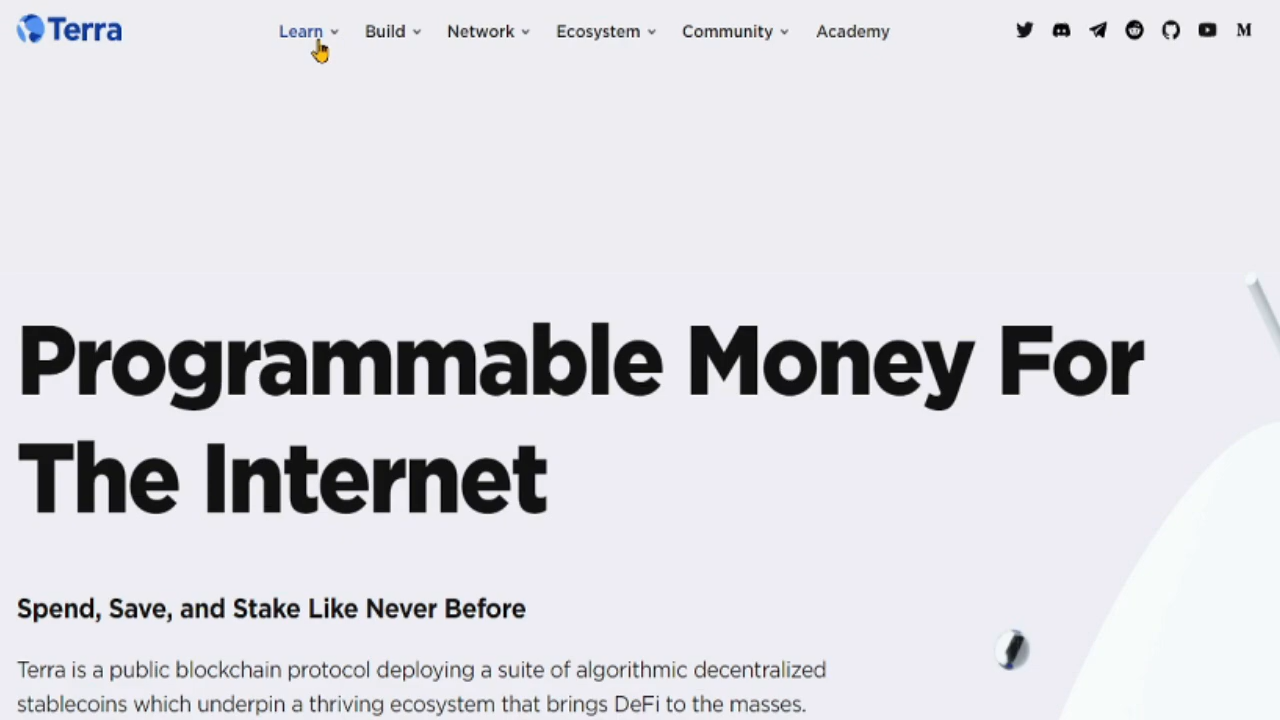 Terra
Learn Build Network Ecosystem Community Academy
Programmable Money For
The Internet
Spend, Save, and Stake Like Never Before
Terra is a public blockchain protocol deploying a suite of algorithmic decentralized
stablecoins which underpin a thriving ecosystem that brings DeFi to the masses.